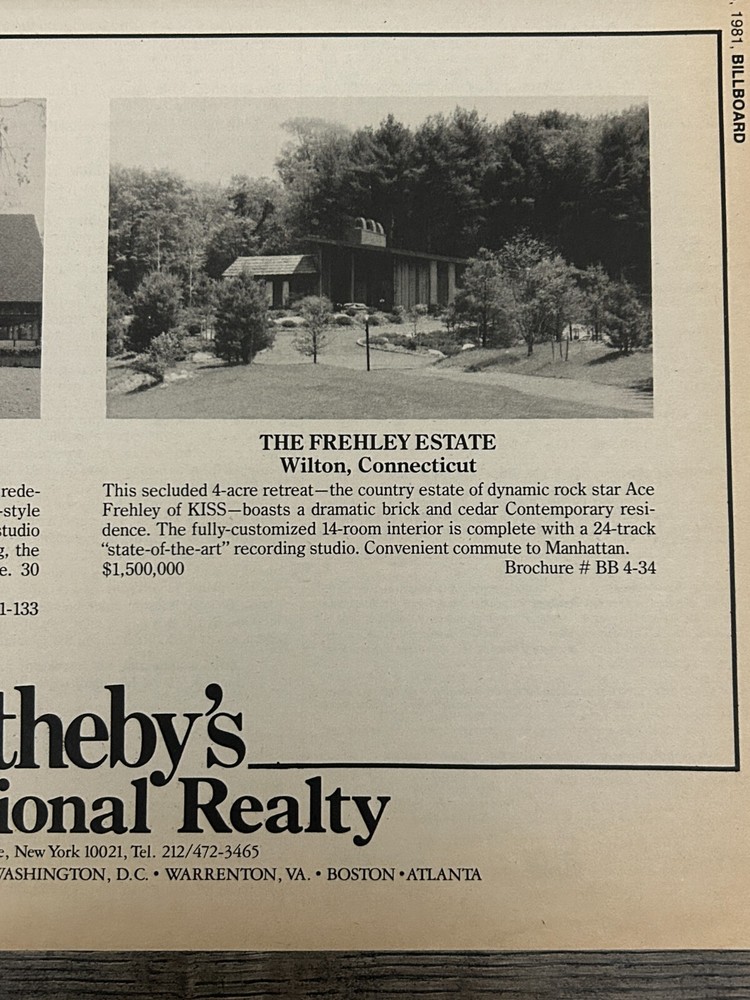 , 1981, BILLBOARD
THE FREHLEY ESTATE
Wilton, Connecticut
This secluded 4-acre retreat—the country estate of dynamic rock star Ace
Frehley of KISS—boasts a dramatic brick and cedar Contemporary resi-
dence. The fully-customized 14-room interior is complete with a 24-track
“state-of-the-art” recording studio. Convenient commute to Manhattan.
$1,500,000 Brochure # BB 4-34
rede-
-style
studio
g, the
e. 30
1-133
theby’s
ional Realty
e, New York 10021, Tel. 212/472-3465
WASHINGTON, D.C. • WARRENTON, VA. • BOSTON • ATLANTA